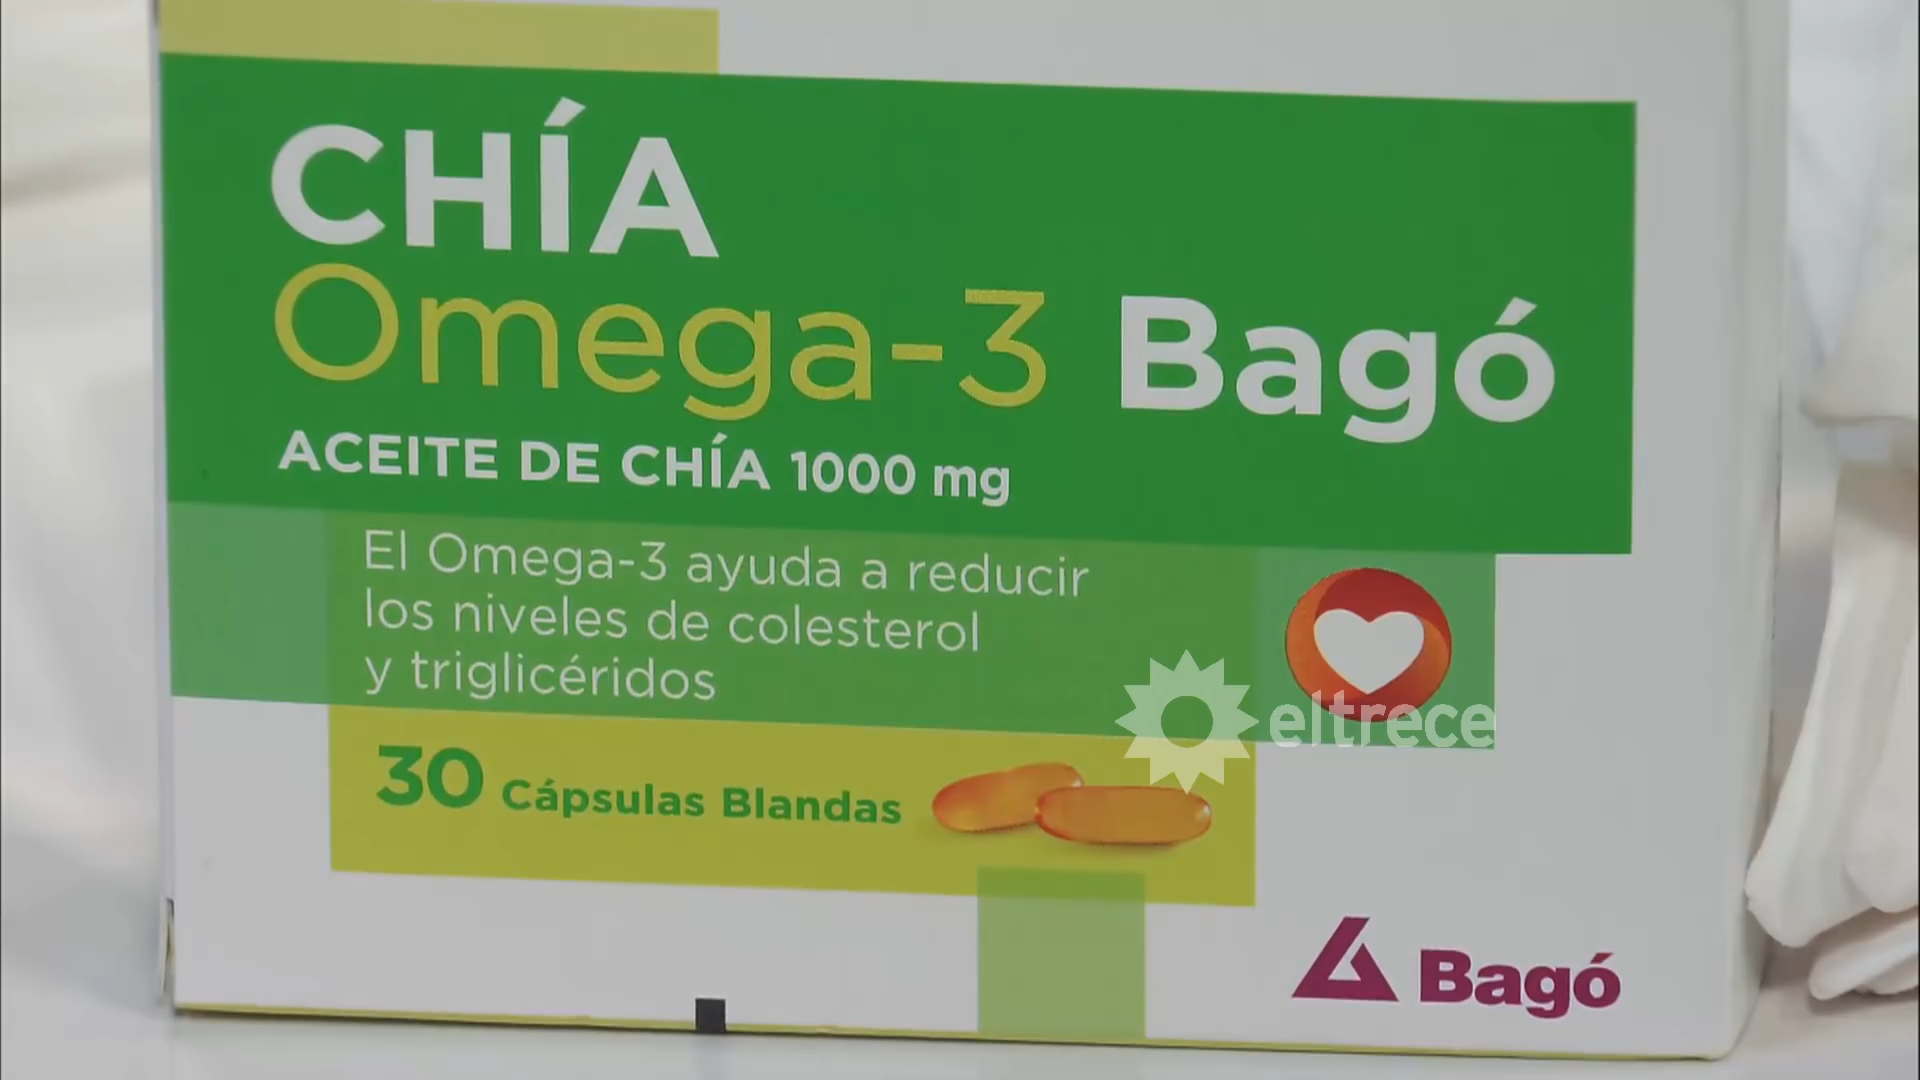 CHÍA
Omega-3 Bagó
ACEITE DE CHÍA 1000 mg
El Omega-3 ayuda a reducir
los niveles de colesterol
y triglicéridos
eltrece
30 Cápsulas Blandas
Bagó